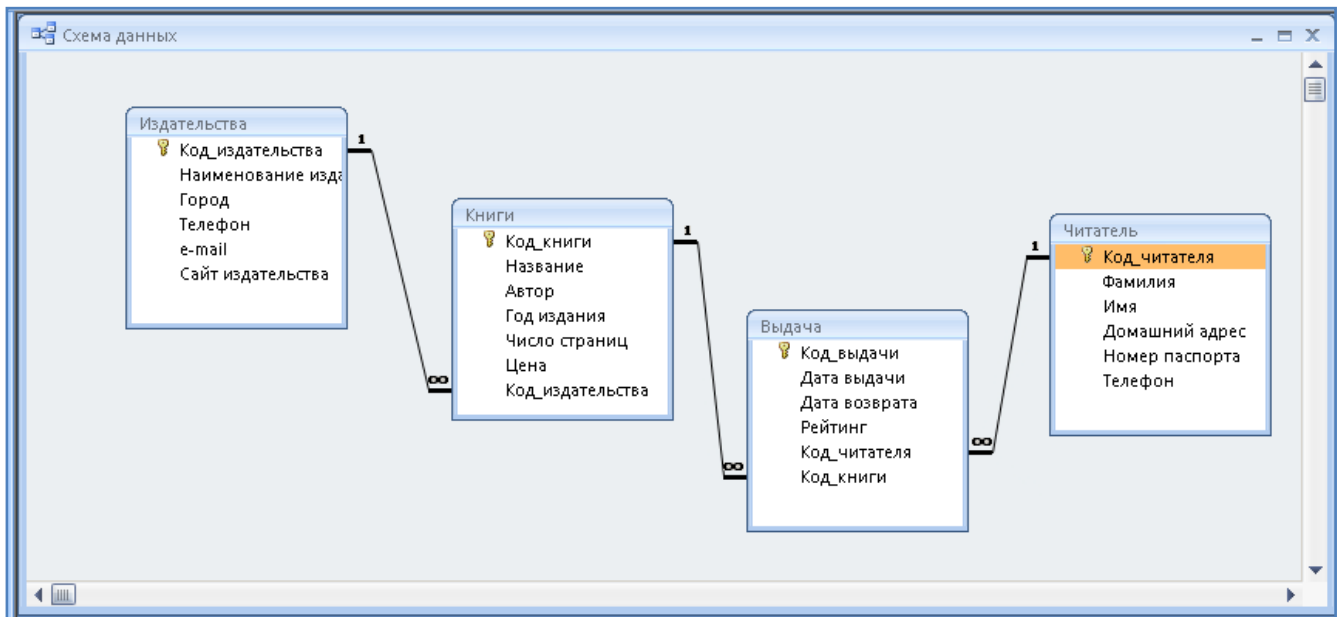 Схема данных
Издательства
Код_издательства
Наименование изда
Город
Телефон
e-mail
Сайт издательства
1
∞
Книги
Код_книги
Название
Автор
Год издания
Число страниц
Цена
Код_издательства
1
∞
Выдача
Код_выдачи
Дата выдачи
Дата возврата
Рейтинг
Код_читателя
Код_книги
∞
1
Читатель
Код_читателя
Фамилия
Имя
Домашний адрес
Номер паспорта
Телефон